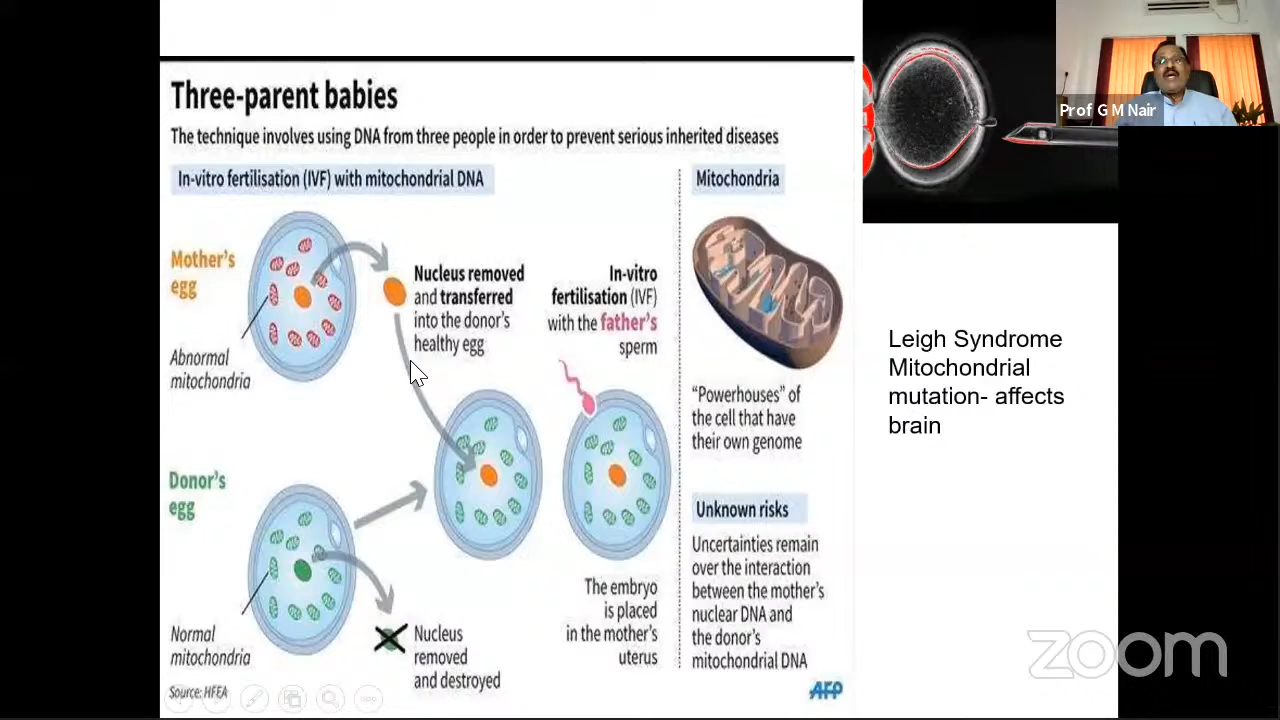 Three-parent babies
The technique involves using DNA from three people in order to prevent serious inherited diseases
In-vitro fertilisation (IVF) with mitochondrial DNA
Mother's
egg
Abnormal
mitochondria
Nucleus removed
and transferred
into the donor's
healthy egg
In-vitro
fertilisation (IVF)
with the father's
sperm
Donor's
egg
Normal
mitochondria
Nucleus
removed
and destroyed
The embryo
is placed
in the mother's
uterus
Source: HFEA
Mitochondria
"Powerhouses" of
the cell that have
their own genome
Unknown risks
Uncertainties remain
over the interaction
between the mother's
nuclear DNA and
the donor's
mitochondrial DNA
AFP
Prof G M Nair
Leigh Syndrome
Mitochondrial
mutation- affects
brain
zoom